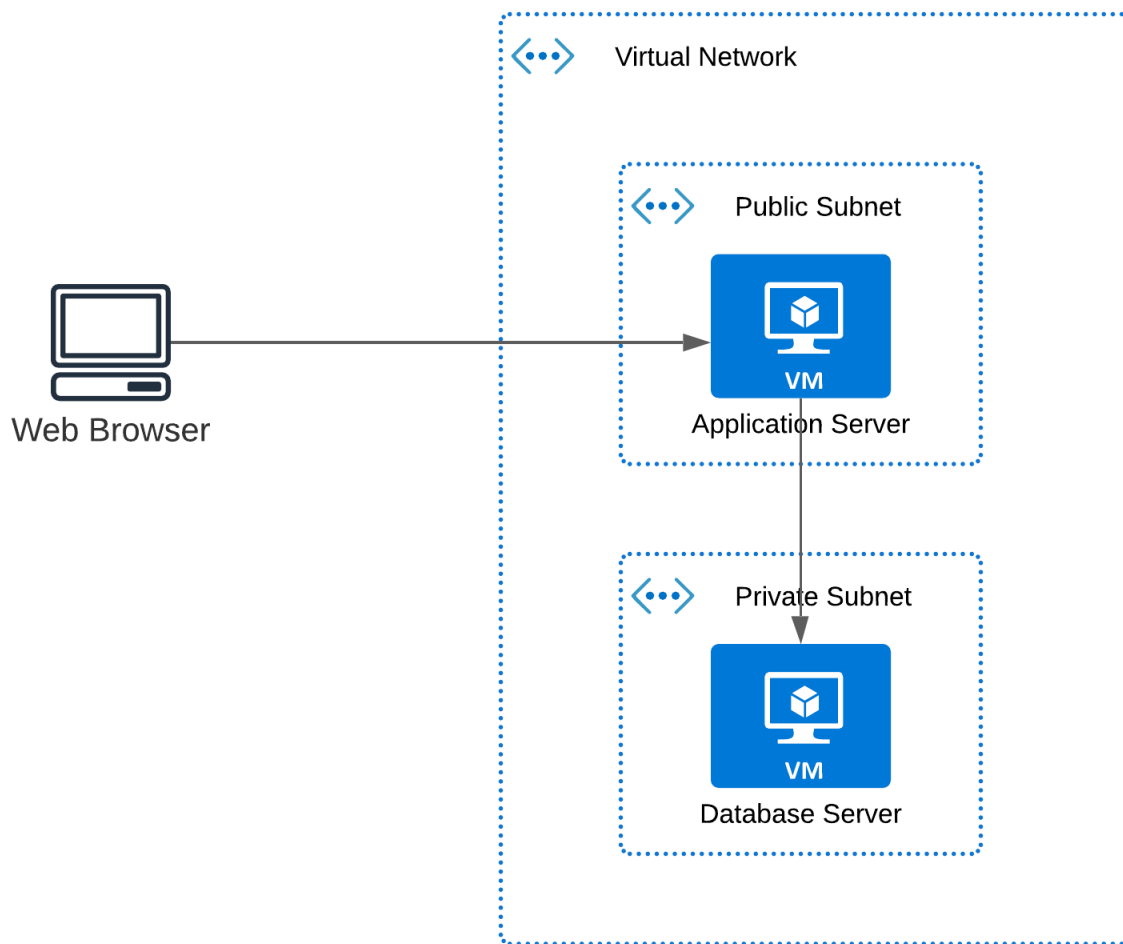 Virtual Network
Public Subnet
VM
Application Server
Web Browser
Private Subnet
VM
Database Server